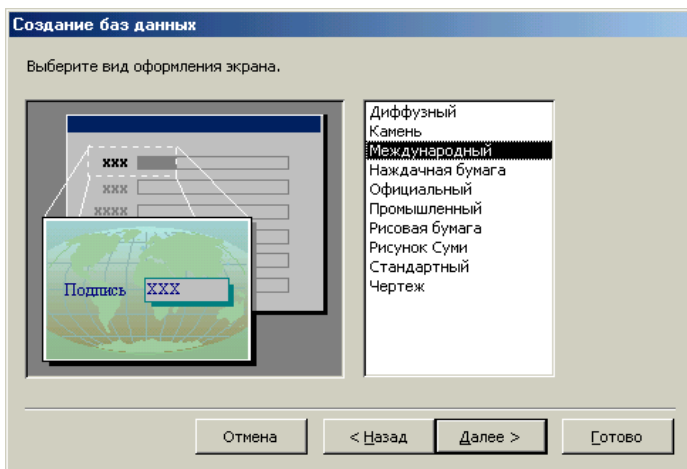 Создание баз данных
Выберите вид оформления экрана.
xxx
xxx
xxxx
Подпись XXX
Диффузный
Камень
Международный
Наждачная бумага
Официальный
Промышленный
Рисовая бумага
Рисунок Суми
Стандартный
Чертеж
Отмена
< Назад
Далее >
Готово